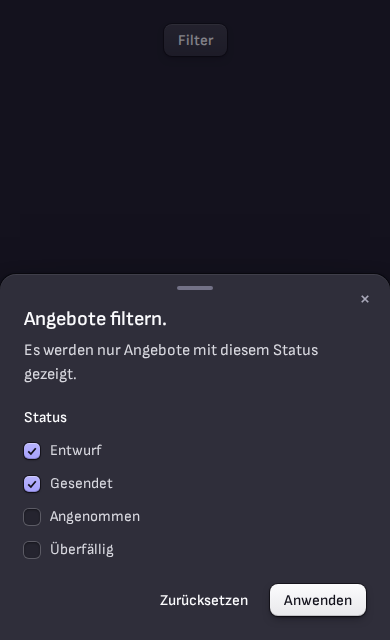 Filter
Angebote filtern.
Es werden nur Angebote mit diesem Status
gezeigt.
Status
Entwurf
Gesendet
Angenommen
Überfällig
Zurücksetzen
Anwenden